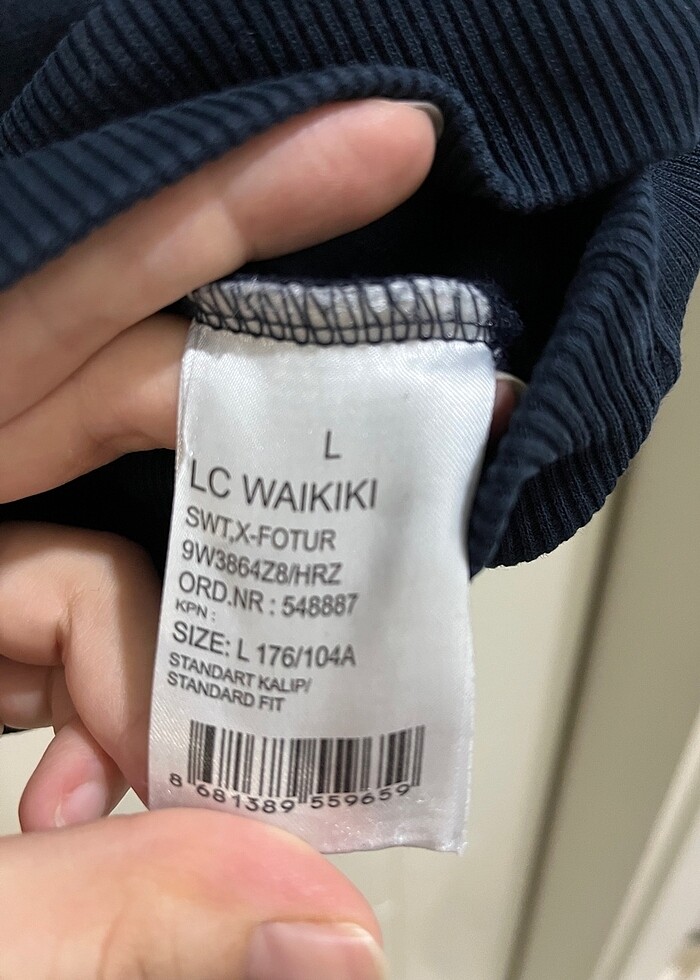 L
LC WAIKIKI
SWT,X-FOTUR
9W3864Z8/HRZ
ORD.NR : 548887
KPN :
SIZE: L 176/104A
STANDART KALIP/
STANDARD FIT
8 681389 559659